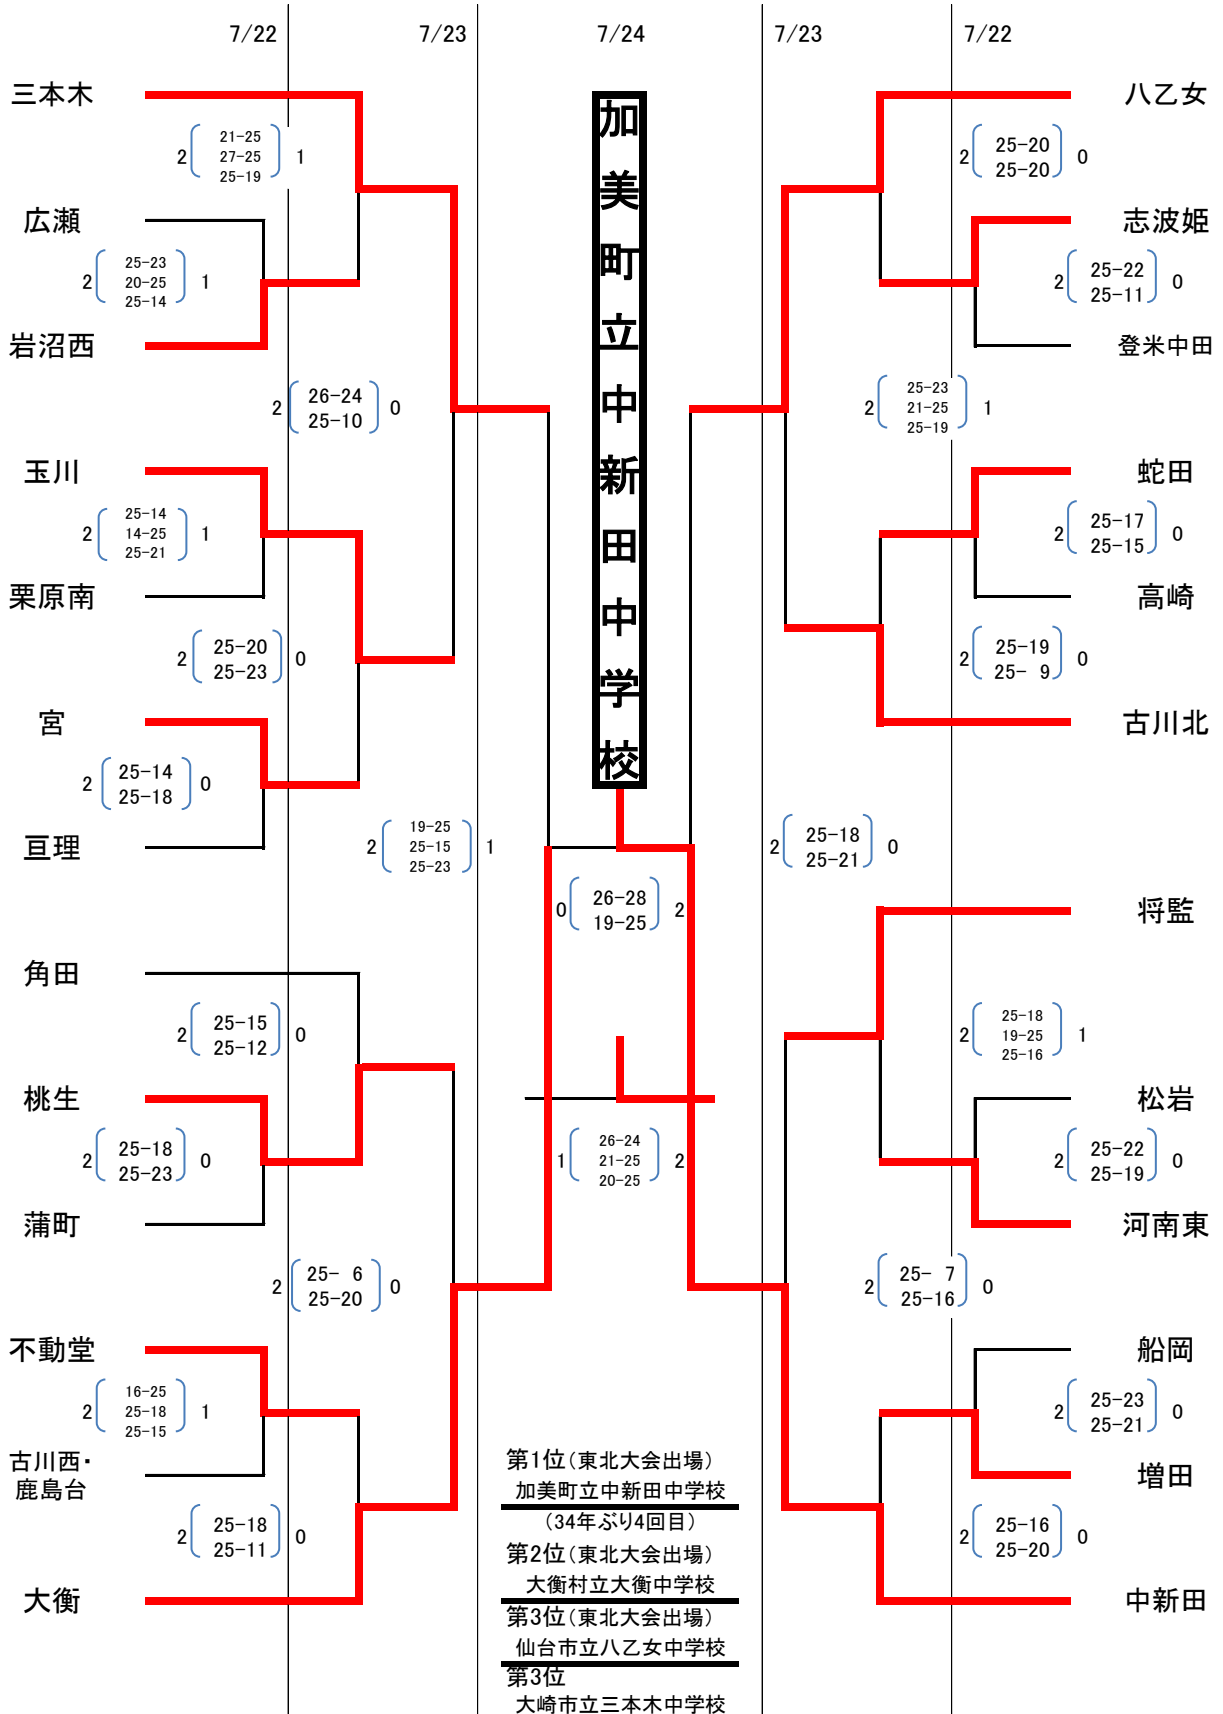 7/22
7/23
7/24
7/23
7/22
三本木
2 21-25 1
27-25
25-19
広瀬
2 25-23 1
20-25
25-14
岩沼西
2 26-24 0
25-10
玉川
2 25-14 1
14-25
25-21
栗原南
2 25-20 0
25-23
宮
2 25-14 0
25-18
亘理
2 19-25 1
25-15
25-23
角田
2 25-15 0
25-12
桃生
2 25-18 0
25-23
蒲町
2 25- 6 0
25-20
不動堂
2 16-25 1
25-18
25-15
古川西・
鹿島台
2 25-18 0
25-11
大衡
加美町立中新田中学校
0 26-28 2
19-25
1 26-24 2
21-25
20-25
第1位(東北大会出場)
加美町立中新田中学校
(34年ぶり4回目)
第2位(東北大会出場)
大衡村立大衡中学校
第3位(東北大会出場)
仙台市立八乙女中学校
第3位
大崎市立三本木中学校
八乙女
2 25-20 0
25-20
志波姫
2 25-22 0
25-11
登米中田
2 25-23 1
21-25
25-19
蛇田
2 25-17 0
25-15
高崎
2 25-19 0
25- 9
古川北
2 25-18 0
25-21
将監
2 25-18 1
19-25
25-16
松岩
2 25-22 0
25-19
河南東
2 25- 7 0
25-16
船岡
2 25-23 0
25-21
増田
2 25-16 0
25-20
中新田